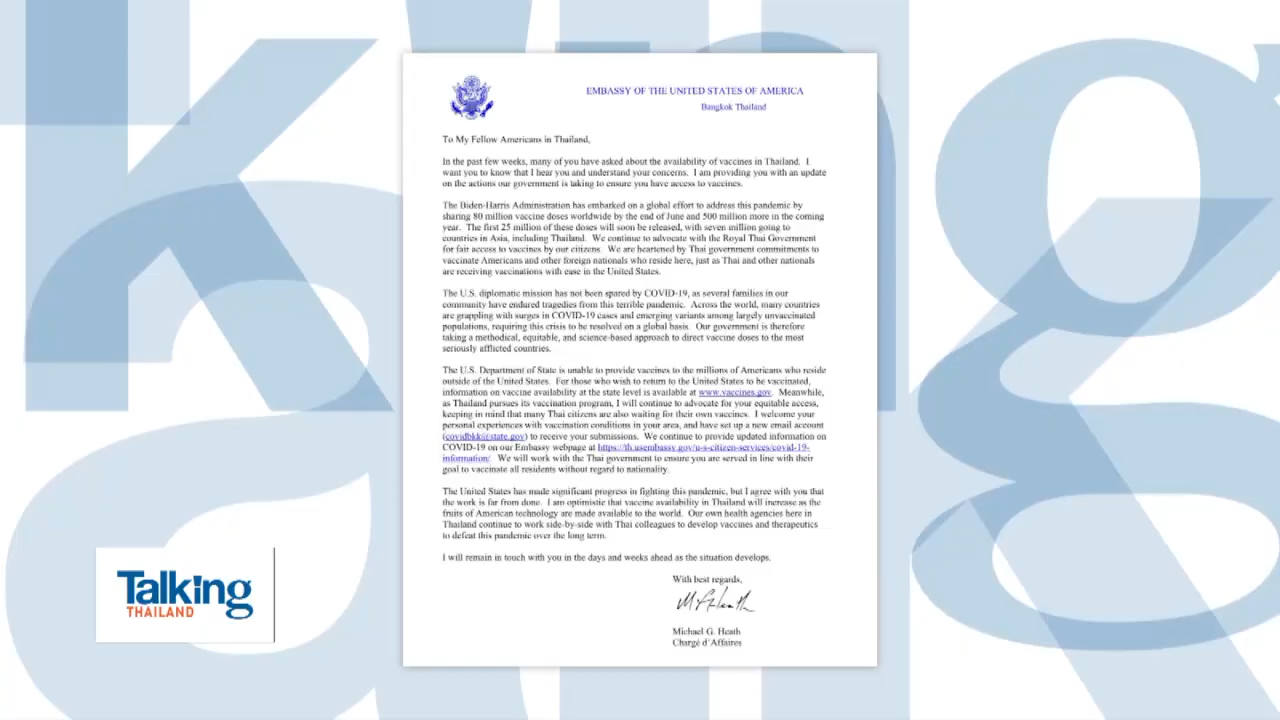 EMBASSY OF THE UNITED STATES OF AMERICA
Bangkok Thailand
To My Fellow Americans in Thailand,
In the past few weeks, many of you have asked about the availability of vaccines in Thailand. I
want you to know that I hear you and understand your concerns. I am providing you with an update
on the actions our government is taking to ensure you have access to vaccines.
The Biden-Harris Administration has embarked on a global effort to address this pandemic by
sharing 80 million vaccine doses worldwide by the end of June and 500 million more in the coming
year. The first 25 million of these doses will soon be released, with seven million going to
countries in Asia, including Thailand. We continue to advocate with the Royal Thai Government
for fair access to vaccines by our citizens. We are heartened by Thai government commitments to
vaccinate Americans and other foreign nationals who reside here, just as Thai and other nationals
are receiving vaccinations with ease in the United States.
The U.S. diplomatic mission has not been spared by COVID-19, as several families in our
community have endured tragedies from this terrible pandemic. Across the world, many countries
are grappling with surges in COVID-19 cases and emerging variants among largely unvaccinated
populations, requiring this crisis to be resolved on a global basis. Our government is therefore
taking a methodical, equitable, and science-based approach to direct vaccine doses to the most
seriously afflicted countries.
The U.S. Department of State is unable to provide vaccines to the millions of Americans who reside
outside of the United States. For those who wish to return to the United States to be vaccinated,
information on vaccine availability at the state level is available at www.vaccines.gov. Meanwhile,
as Thailand pursues its vaccination program, I will continue to advocate for your equitable access,
keeping in mind that many Thai citizens are also waiting for their own vaccines. I welcome your
personal experiences with vaccination conditions in your area, and have set up a new email account
(covidbkk@state.gov) to receive your submissions. We continue to provide updated information on
COVID-19 on our Embassy webpage at https://th.usembassy.gov/u-s-citizen-services/covid-19-
information/. We will work with the Thai government to ensure you are served in line with their
goal to vaccinate all residents without regard to nationality.
The United States has made significant progress in fighting this pandemic, but I agree with you that
the work is far from done. I am optimistic that vaccine availability in Thailand will increase as the
fruits of American technology are made available to the world. Our own health agencies here in
Thailand continue to work side-by-side with Thai colleagues to develop vaccines and therapeutics
to defeat this pandemic over the long term.
I will remain in touch with you in the days and weeks ahead as the situation develops.
With best regards,
Michael G. Heath
Chargé d'Affaires
Talking
THAILAND